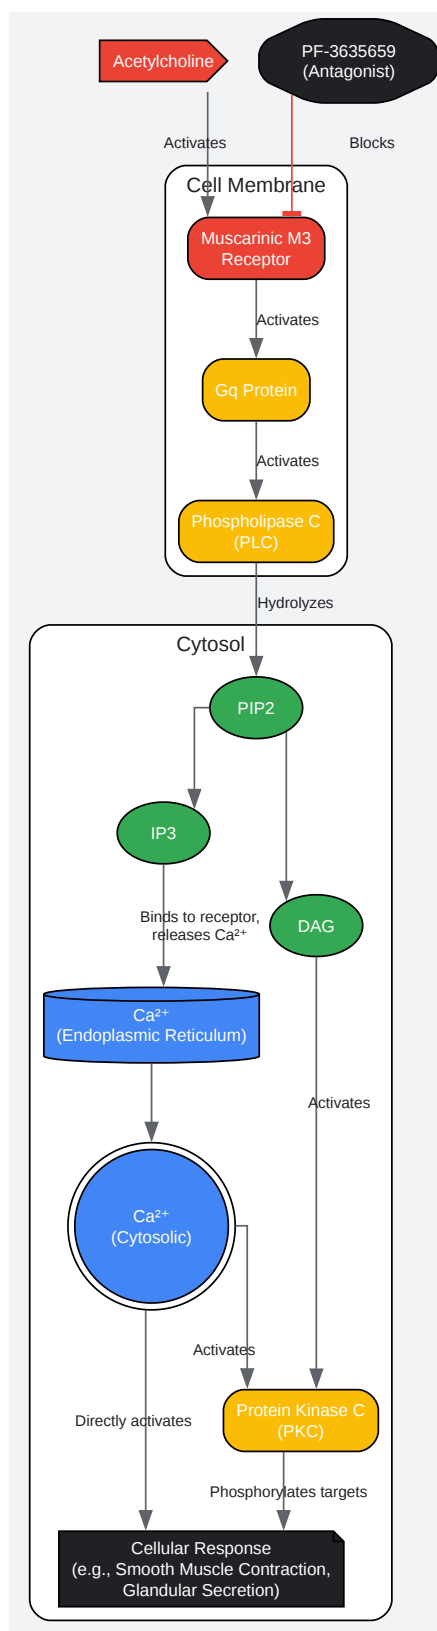 Acetylcholine
PF-3635659
(Antagonist)
Activates
Blocks
Cell Membrane
Muscarinic M3
Receptor
Activates
Gq Protein
Activates
Phospholipase C
(PLC)
Hydrolyzes
Cytosol
PIP2
IP3
Binds to receptor,
releases Ca²⁺
DAG
Ca²⁺
(Endoplasmic Reticulum)
Activates
Ca²⁺
(Cytosolic)
Activates
Protein Kinase C
(PKC)
Directly activates
Phosphorylates targets
Cellular Response
(e.g., Smooth Muscle Contraction,
Glandular Secretion)